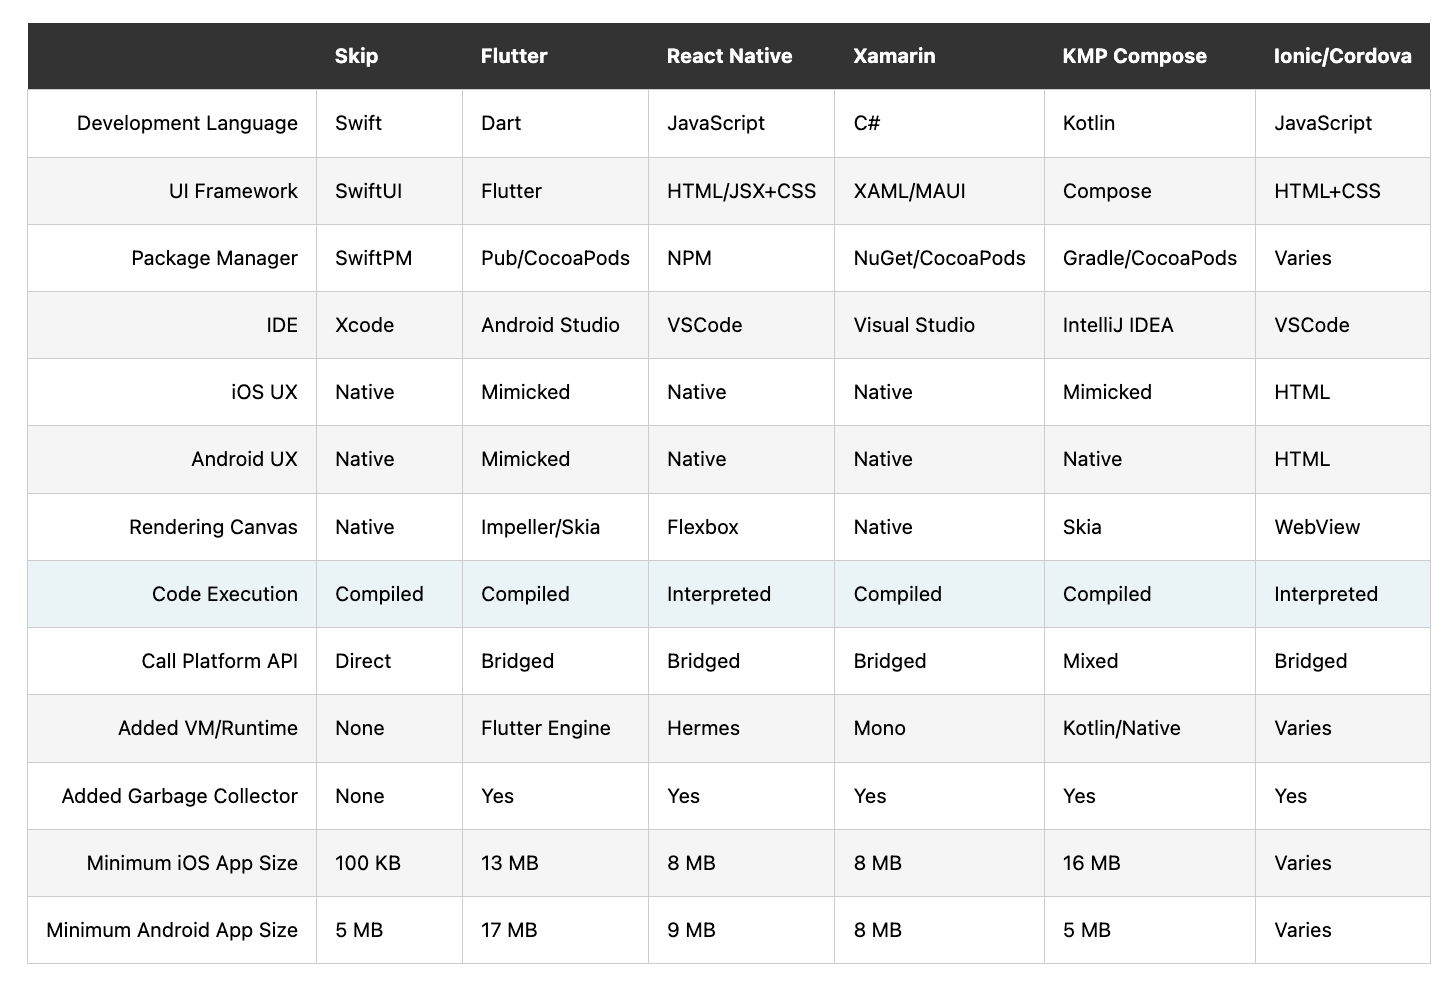 Skip Flutter React Native Xamarin KMP Compose Ionic/Cordova
Development Language Swift Dart JavaScript C# Kotlin JavaScript
UI Framework SwiftUI Flutter HTML/JSX+CSS XAML/MAUI Compose HTML+CSS
Package Manager SwiftPM Pub/CocoaPods NPM NuGet/CocoaPods Gradle/CocoaPods Varies
IDE Xcode Android Studio VSCode Visual Studio IntelliJ IDEA VSCode
iOS UX Native Mimicked Native Native Mimicked HTML
Android UX Native Mimicked Native Native Native HTML
Rendering Canvas Native Impeller/Skia Flexbox Native Skia WebView
Code Execution Compiled Compiled Interpreted Compiled Compiled Interpreted
Call Platform API Direct Bridged Bridged Bridged Mixed Bridged
Added VM/Runtime None Flutter Engine Hermes Mono Kotlin/Native Varies
Added Garbage Collector None Yes Yes Yes Yes Yes
Minimum iOS App Size 100 KB 13 MB 8 MB 8 MB 16 MB Varies
Minimum Android App Size 5 MB 17 MB 9 MB 8 MB 5 MB Varies